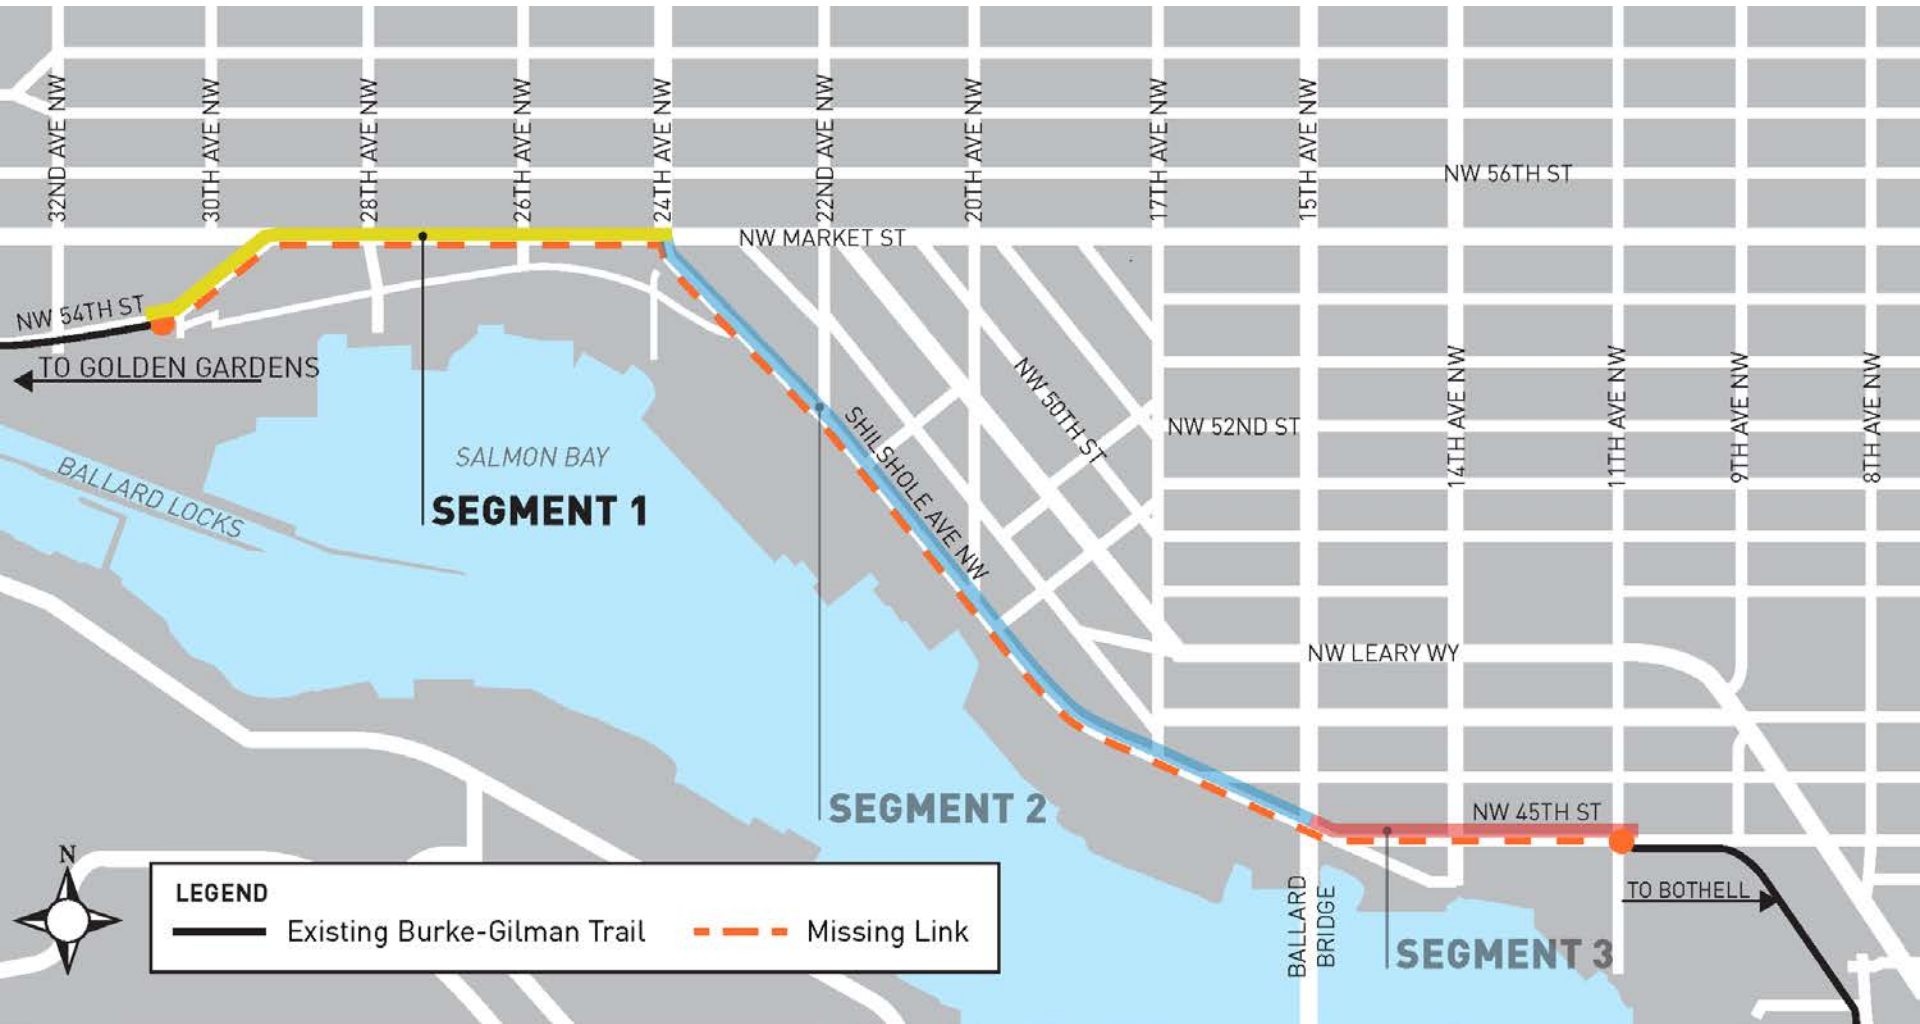 32ND AVE NW
30TH AVE NW
28TH AVE NW
26TH AVE NW
24TH AVE NW
22ND AVE NW
20TH AVE NW
17TH AVE NW
15TH AVE NW
NW 56TH ST
NW MARKET ST
NW 54TH ST
TO GOLDEN GARDENS
NW 50TH ST
NW 52ND ST
14TH AVE NW
11TH AVE NW
9TH AVE NW
8TH AVE NW
SHILSHOLE AVE NW
SALMON BAY
BALLARD LOCKS
SEGMENT 1
NW LEARY WY
SEGMENT 2
NW 45TH ST
TO BOTHELL
BALLARD
BRIDGE
SEGMENT 3
N
LEGEND
Existing Burke-Gilman Trail
Missing Link